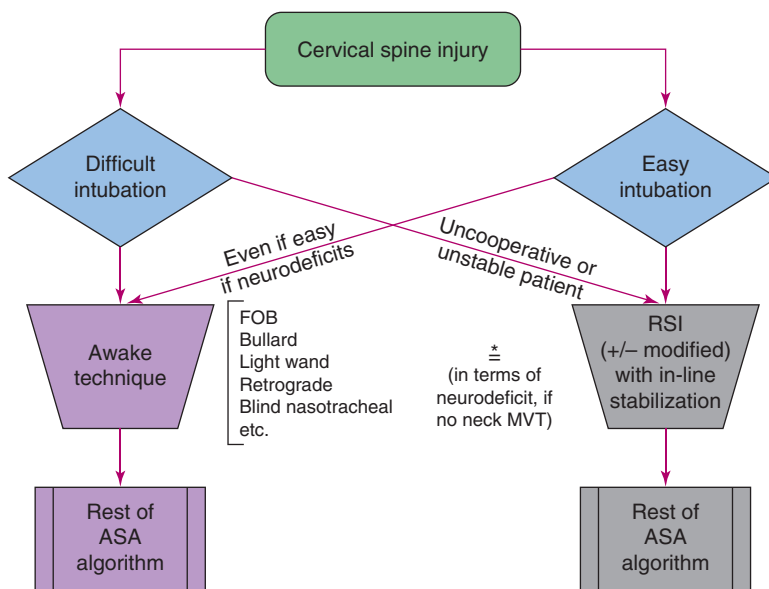 Cervical spine injury
Difficult
intubation
Easy
intubation
Even if easy
if neurodeficits
Uncooperative or
unstable patient
Awake
technique
FOB
Bullard
Light wand
Retrograde
Blind nasotracheal
etc.
*
=
(in terms of
neurodeficit, if
no neck MVT)
RSI
(+/– modified)
with in-line
stabilization
Rest of
ASA
algorithm
Rest of
ASA
algorithm